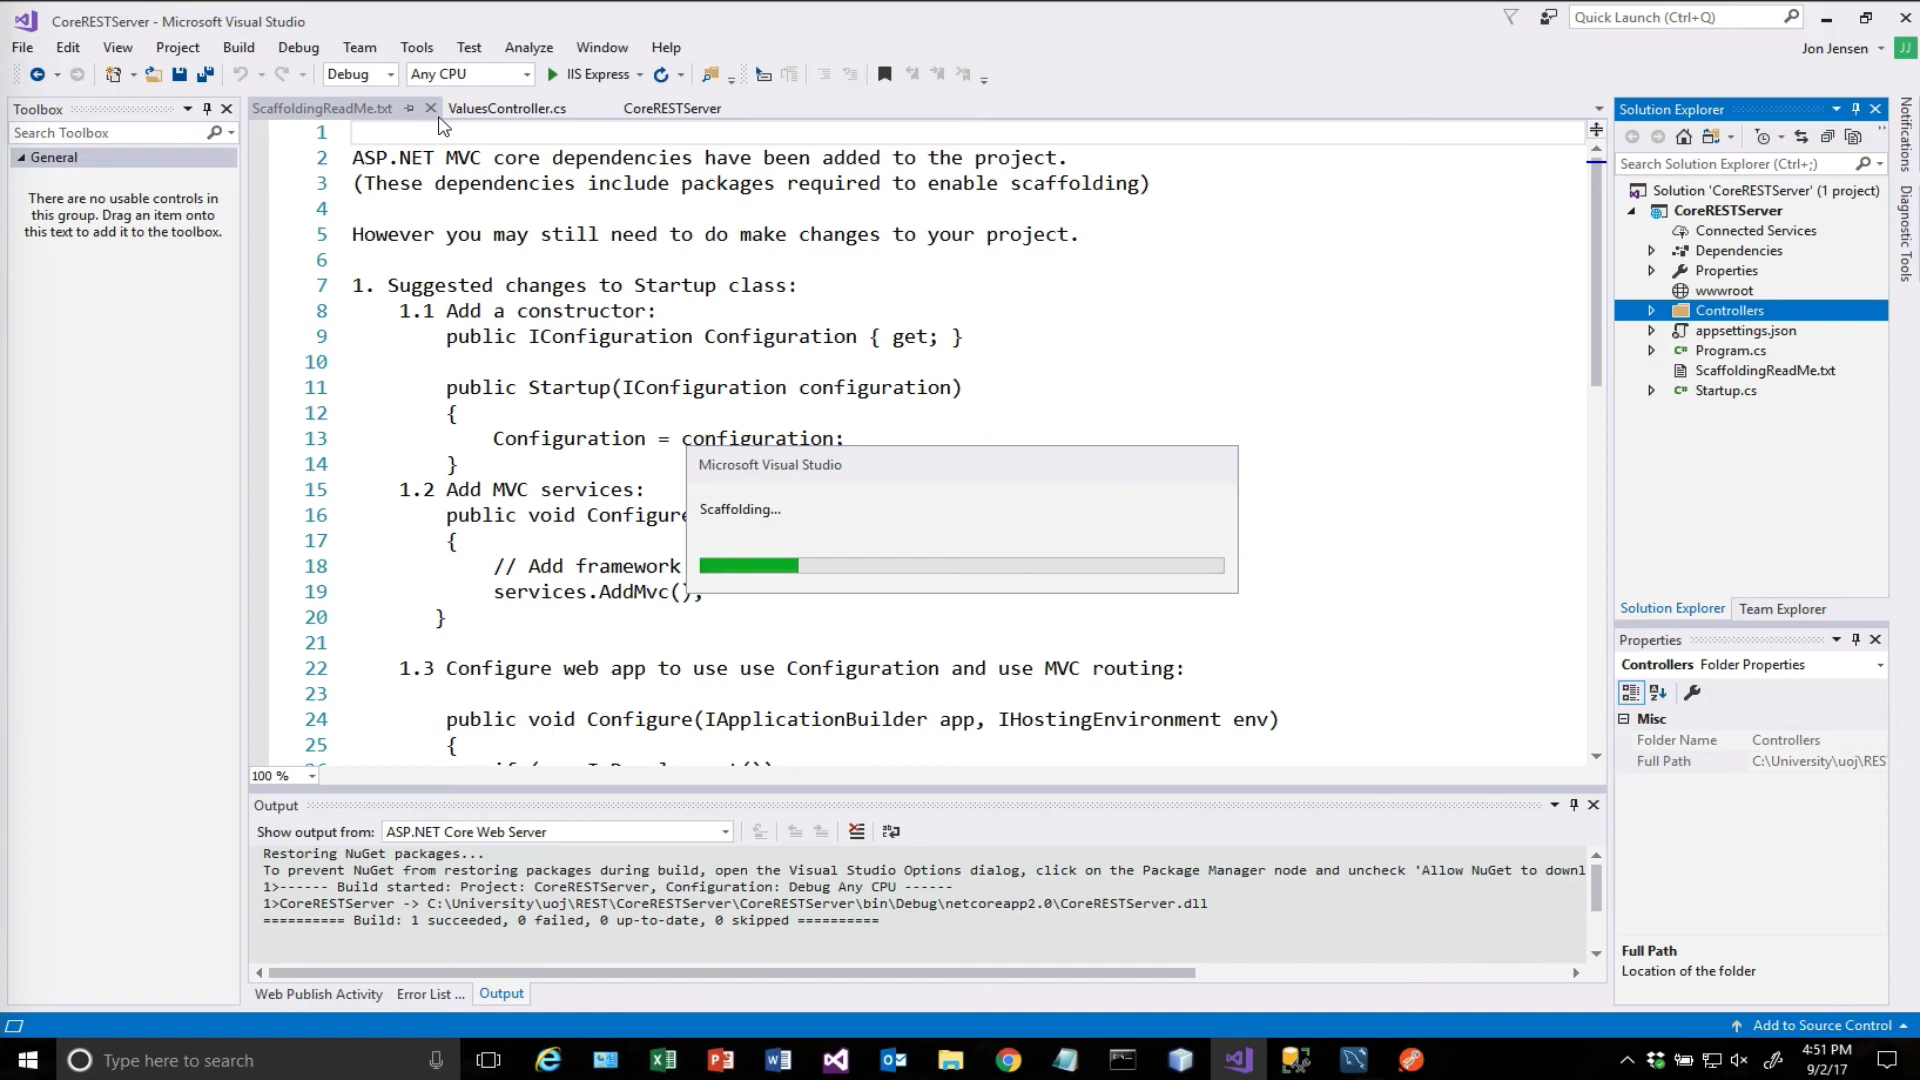 CoreRESTServer - Microsoft Visual Studio
Quick Launch (Ctrl+Q)
File Edit View Project Build Debug Team Tools Test Analyze Window Help
Jon Jensen
JJ
Debug
Any CPU
IIS Express
Toolbox
Search Toolbox
General
There are no usable controls in
this group. Drag an item onto
this text to add it to the toolbox.
ScaffoldingReadMe.txt
ValuesController.cs
CoreRESTServer
1
2 ASP.NET MVC core dependencies have been added to the project.
3 (These dependencies include packages required to enable scaffolding)
4
5 However you may still need to do make changes to your project.
6
7 1. Suggested changes to Startup class:
8 1.1 Add a constructor:
9 public IConfiguration Configuration { get; }
10
11 public Startup(IConfiguration configuration)
12 {
13 Configuration = configuration;
14 }
15 1.2 Add MVC services:
16 public void Configure
17 {
18 // Add framework
19 services.AddMvc();
20 }
21
22 1.3 Configure web app to use use Configuration and use MVC routing:
23
24 public void Configure(IApplicationBuilder app, IHostingEnvironment env)
25 {
Microsoft Visual Studio
Scaffolding...
100 %
Output
Show output from: ASP.NET Core Web Server
Restoring NuGet packages...
To prevent NuGet from restoring packages during build, open the Visual Studio Options dialog, click on the Package Manager node and uncheck 'Allow NuGet to downl
1>------ Build started: Project: CoreRESTServer, Configuration: Debug Any CPU ------
1>CoreRESTServer -> C:\University\uoj\REST\CoreRESTServer\CoreRESTServer\bin\Debug\netcoreapp2.0\CoreRESTServer.dll
========== Build: 1 succeeded, 0 failed, 0 up-to-date, 0 skipped ==========
Web Publish Activity
Error List ...
Output
Solution Explorer
Search Solution Explorer (Ctrl+;)
Solution 'CoreRESTServer' (1 project)
CoreRESTServer
Connected Services
Dependencies
Properties
wwwroot
Controllers
appsettings.json
Program.cs
ScaffoldingReadMe.txt
Startup.cs
Solution Explorer
Team Explorer
Properties
Controllers Folder Properties
Misc
Folder Name Controllers
Full Path C:\University\uoj\RES
Full Path
Location of the folder
Notifications
Diagnostic Tools
Add to Source Control
Type here to search
4:51 PM
9/2/17